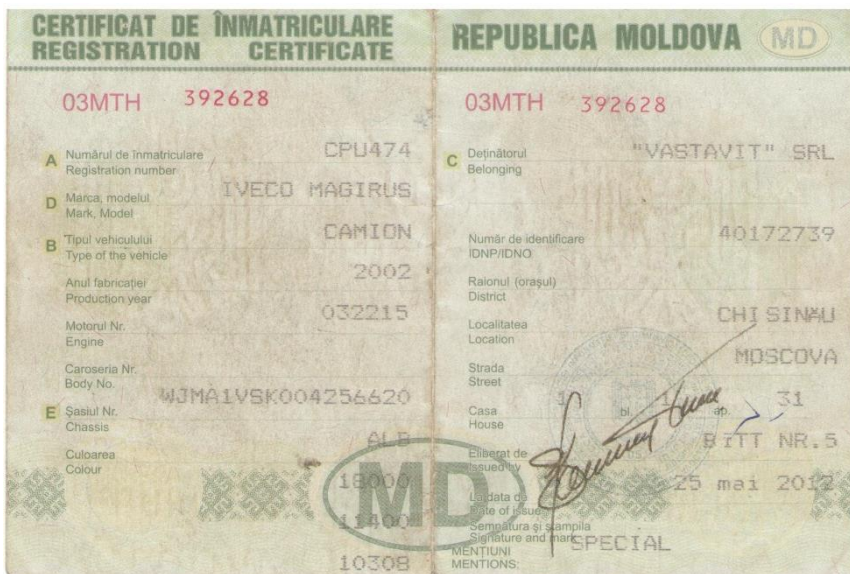 CERTIFICAT DE ÎNMATRICULARE
REGISTRATION CERTIFICATE
03MTH 392628
A Numărul de înmatriculare
Registration number
CPU474
D Marca, modelul
Mark, Model
IVECO MAGIRUS
B Tipul vehiculului
Type of the vehicle
CAMION
Anul fabricației
Production year
2002
Motorul Nr.
Engine
032215
Caroseria Nr.
Body No.
E Șasiul Nr.
Chassis
WJMA1VSK004256620
Culoarea
Colour
ALB
18000
11400
10308
MD
REPUBLICA MOLDOVA MD
03MTH 392628
C Deținătorul
Belonging
"VASTAVIT" SRL
Număr de identificare
IDNP/IDNO
40172739
Raionul (orașul)
District
Localitatea
Location
CHISINĂU
Strada
Street
MOSCOVA
Casa
House
1 bl. 1 ap. 31
Eliberat de
Issued by
BITT NR.5
La data de
Date of issue
25 mai 2012
Semnătura și ștampila
Signature and mark
MENȚIUNI
MENTIONS:
SPECIAL